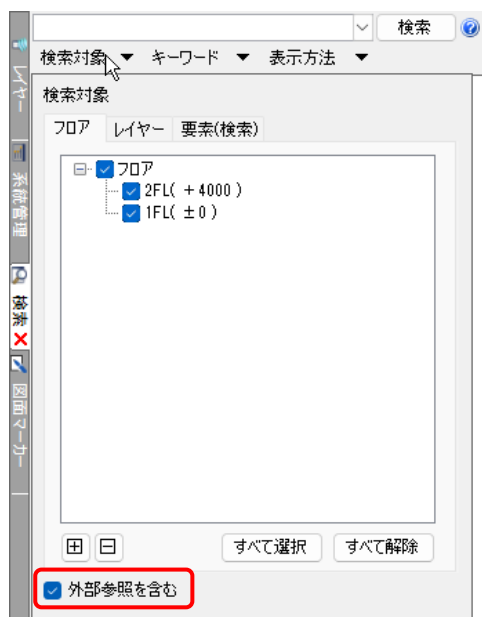 検索
検索対象 ▼ キーワード ▼ 表示方法 ▼
検索対象
フロア レイヤー 要素(検索)
フロア
2FL( +4000 )
1FL( ±0 )
すべて選択 すべて解除
外部参照を含む
レイヤー
系統管理
検索
図面マーカー